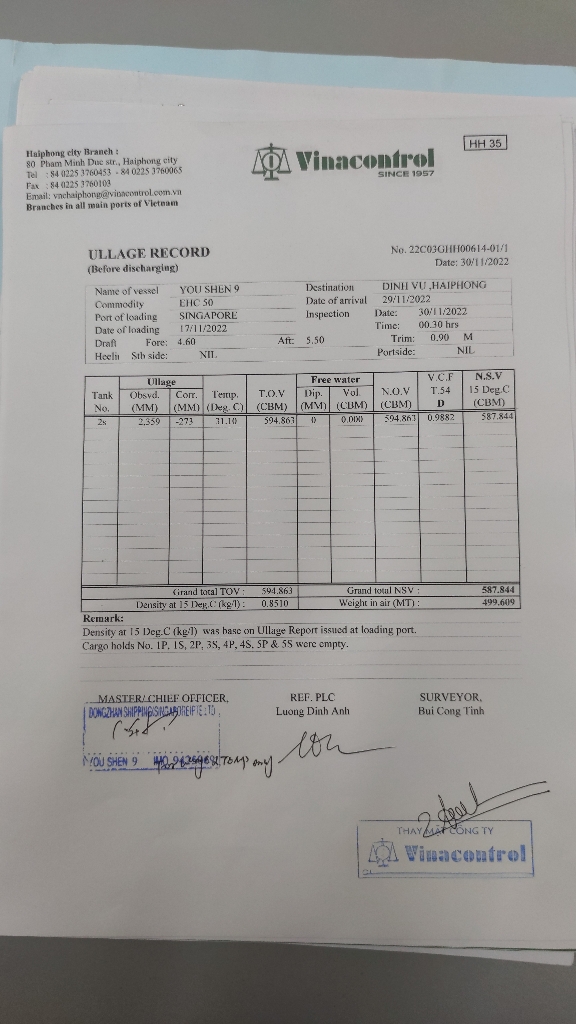 Haiphong city Branch :
80 Pham Minh Duc str., Haiphong city
Tel : 84 0225 3760453 - 84 0225 3760065
Fax : 84 0225 3760103
Email: vnchaiphong@vinacontrol.com.vn
Branches in all main ports of Vietnam
Vinacontrol
SINCE 1957
HH 35
ULLAGE RECORD
(Before discharging)
No. 22C03GHH00614-01/1
Date: 30/11/2022
Name of vessel YOU SHEN 9 Destination DINH VU ,HAIPHONG
Commodity EHC 50 Date of arrival 29/11/2022
Port of loading SINGAPORE Inspection Date: 30/11/2022
Date of loading 17/11/2022 Time: 00.30 hrs
Draft Fore: 4.60 Aft: 5.50 Trim: 0.90 M
Heelin Stb side: NIL Portside: NIL
Ullage Free water V.C.F N.S.V
Tank Obsvd. Corr. Temp. T.O.V Dip. Vol. N.O.V T.54 15 Deg.C
No. (MM) (MM) (Deg. C) (CBM) (MM) (CBM) (CBM) D (CBM)
2s 2,359 -273 31.10 594.863 0 0.000 594.863 0.9882 587.844
Grand total TOV : 594.863 Grand total NSV : 587.844
Density at 15 Deg.C (kg/l) : 0.8510 Weight in air (MT) : 499.609
Remark:
Density at 15 Deg.C (kg/l) was base on Ullage Report issued at loading port.
Cargo holds No. 1P, 1S, 2P, 3S, 4P, 4S, 5P & 5S were empty.
MASTER/ CHIEF OFFICER, REF. PLC SURVEYOR,
Luong Dinh Anh Bui Cong Tinh
DONGZHAN SHIPPING(SINGAPORE)PTE LTD
YOU SHEN 9 IMO
& TEMP only
THAY MẶT CÔNG TY
Vinacontrol